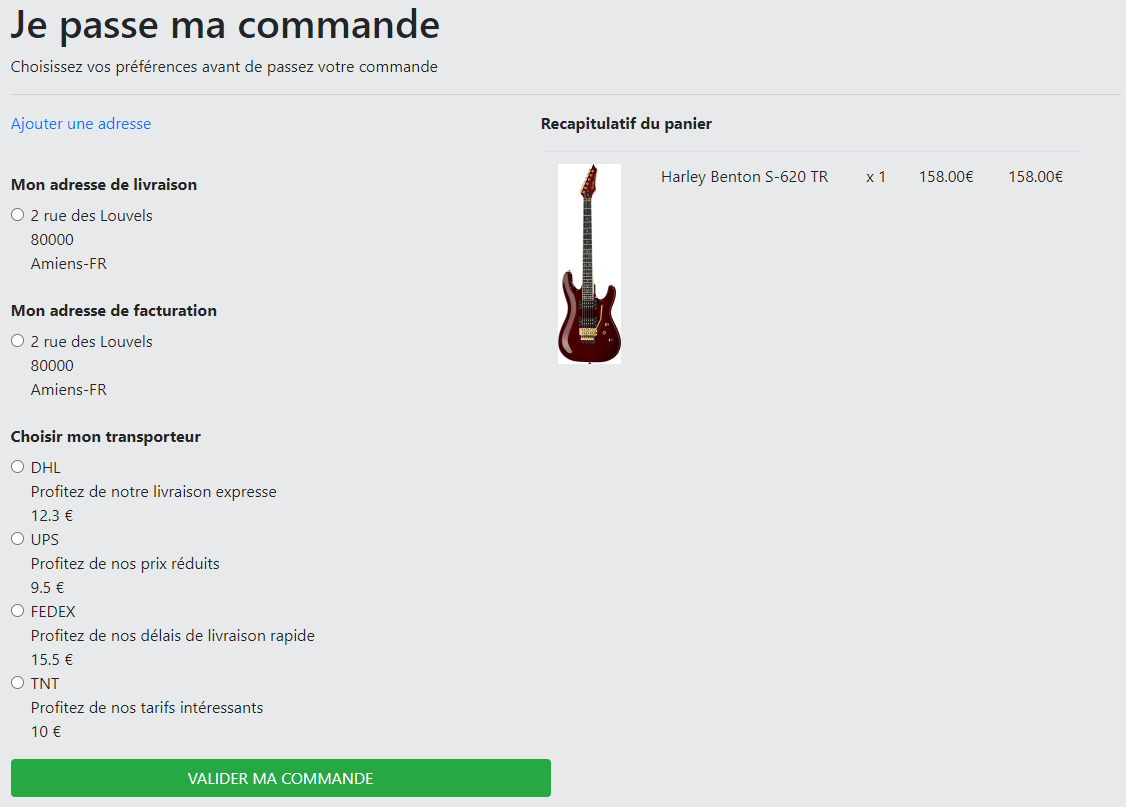 Je passe ma commande
Choisissez vos préférences avant de passez votre commande
Ajouter une adresse
Mon adresse de livraison
2 rue des Louvels
80000
Amiens-FR
Mon adresse de facturation
2 rue des Louvels
80000
Amiens-FR
Choisir mon transporteur
DHL
Profitez de notre livraison expresse
12.3 €
UPS
Profitez de nos prix réduits
9.5 €
FEDEX
Profitez de nos délais de livraison rapide
15.5 €
TNT
Profitez de nos tarifs intéressants
10 €
VALIDER MA COMMANDE
Recapitulatif du panier
Harley Benton S-620 TR x 1 158.00€ 158.00€